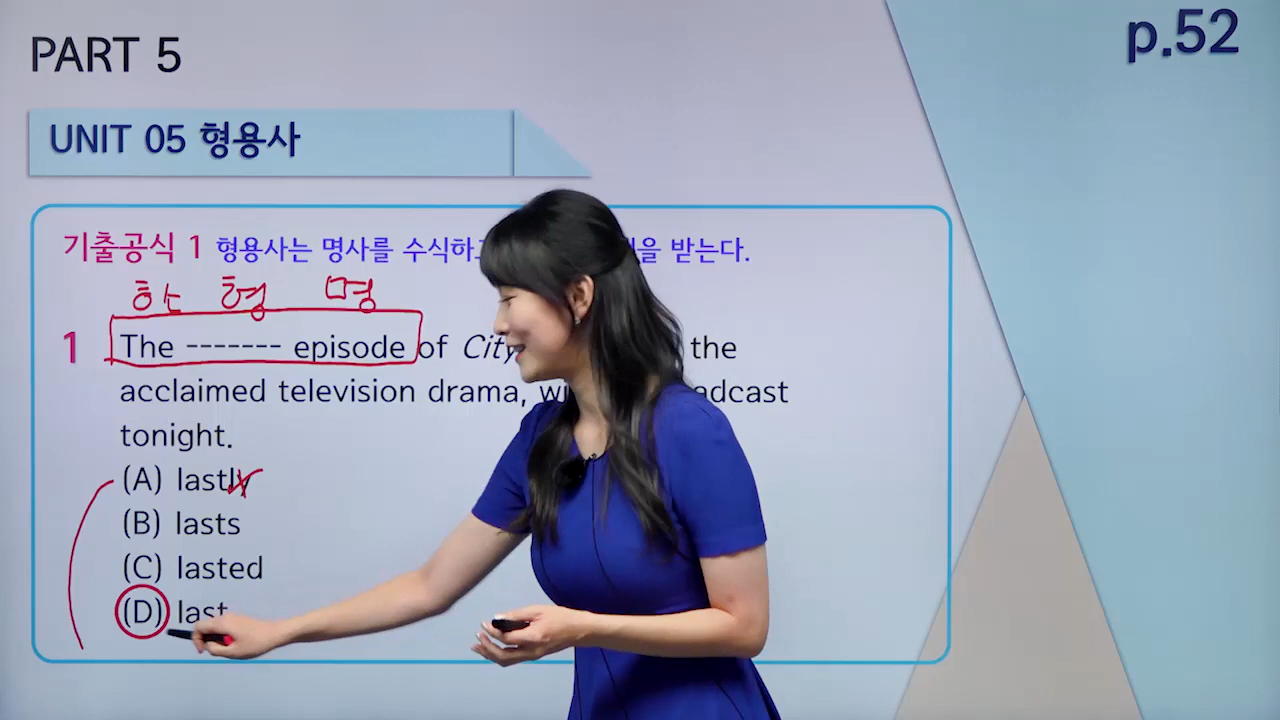 PART 5
p.52
UNIT 05 형용사
기출공식 1 형용사는 명사를 수식하고 받는다.
한 형 명
1 The ------- episode of City the
acclaimed television drama, adcast
tonight.
(A) lastly
(B) lasts
(C) lasted
(D) last